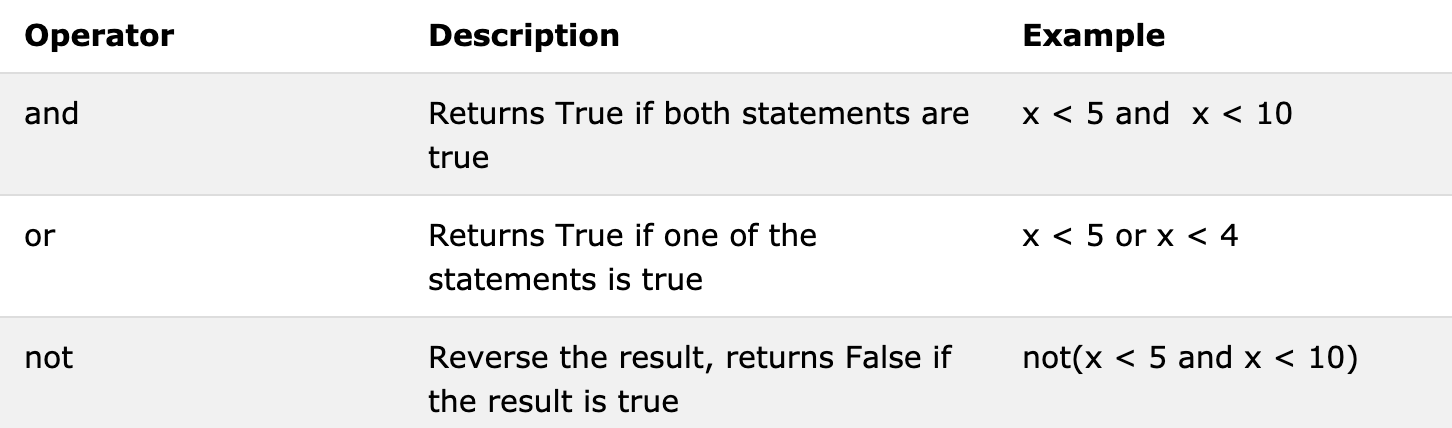 Operator Description Example
and Returns True if both statements are x < 5 and  x < 10
true
or Returns True if one of the x < 5 or x < 4
statements is true
not Reverse the result, returns False if not(x < 5 and x < 10)
the result is true